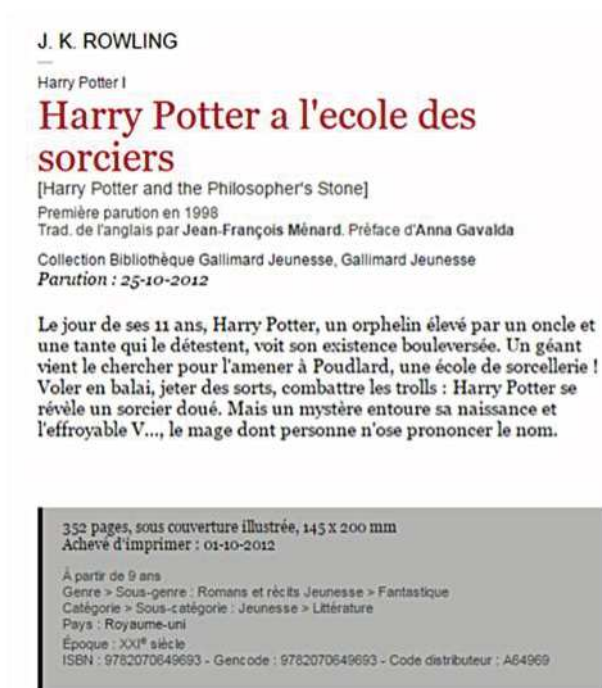 J. K. ROWLING
Harry Potter I
Harry Potter a l'ecole des
sorciers
[Harry Potter and the Philosopher's Stone]
Première parution en 1998
Trad. de l'anglais par Jean-François Ménard. Préface d'Anna Gavalda
Collection Bibliothèque Gallimard Jeunesse, Gallimard Jeunesse
Parution : 25-10-2012
Le jour de ses 11 ans, Harry Potter, un orphelin élevé par un oncle et
une tante qui le détestent, voit son existence bouleversée. Un géant
vient le chercher pour l'amener à Poudlard, une école de sorcellerie !
Voler en balai, jeter des sorts, combattre les trolls : Harry Potter se
révèle un sorcier doué. Mais un mystère entoure sa naissance et
l'effroyable V..., le mage dont personne n'ose prononcer le nom.
352 pages, sous couverture illustrée, 145 x 200 mm
Achevé d'imprimer : 01-10-2012
À partir de 9 ans
Genre > Sous-genre : Romans et récits Jeunesse > Fantastique
Catégorie > Sous-catégorie : Jeunesse > Littérature
Pays : Royaume-uni
Époque : XXIᵉ siècle
ISBN : 9782070649693 - Gencode : 9782070649693 - Code distributeur : A64969